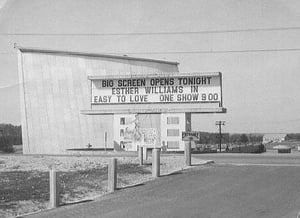 BIG SCREEN OPENS TONIGHT
ESTHER WILLIAMS IN
EASY TO LOVE ONE SHOW 9 00